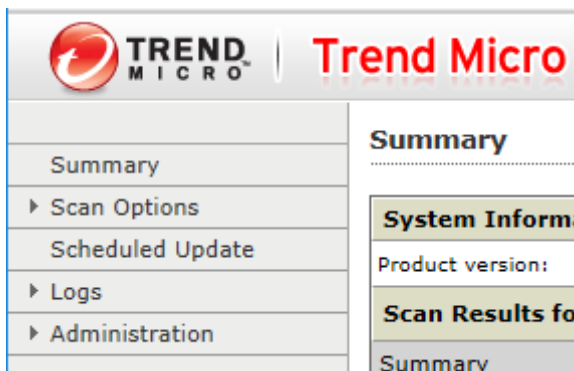 TREND MICRO
Trend Micro
Summary
Scan Options
Scheduled Update
Logs
Administration
Summary
System Informa
Product version:
Scan Results fo
Summary